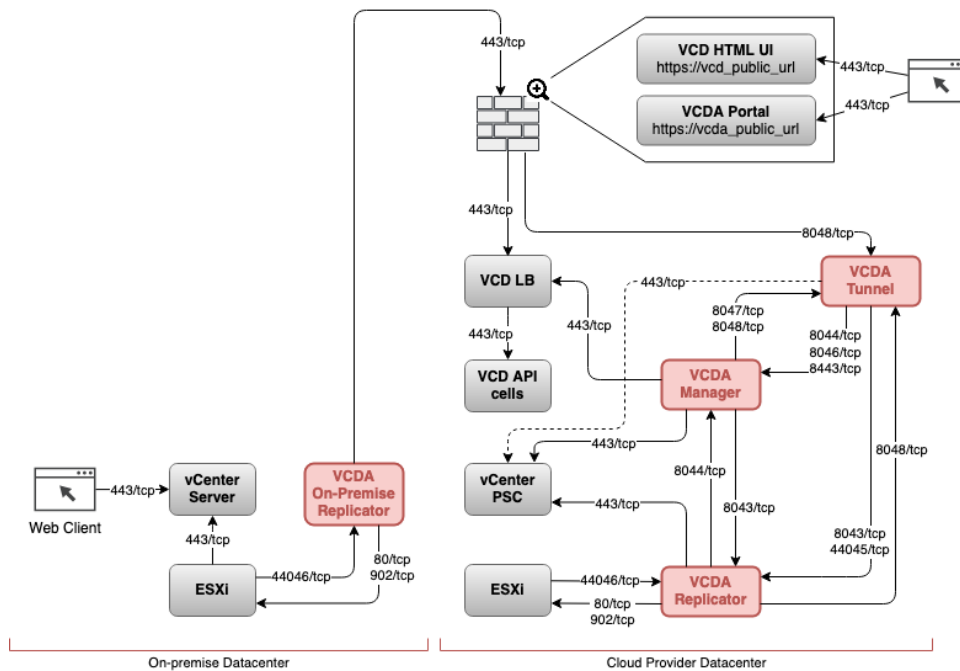 443/tcp
VCD HTML UI
https://vcd_public_url
443/tcp
VCDA Portal
https://vcda_public_url
443/tcp
443/tcp
8048/tcp
VCD LB
443/tcp
VCDA
Tunnel
443/tcp
8047/tcp
8048/tcp
443/tcp
8044/tcp
8046/tcp
8443/tcp
VCD API
cells
VCDA
Manager
443/tcp
8048/tcp
Web Client
443/tcp
vCenter
Server
VCDA
On-Premise
Replicator
vCenter
PSC
8044/tcp
443/tcp
8043/tcp
8043/tcp
44045/tcp
443/tcp
80/tcp
902/tcp
ESXi
44046/tcp
ESXi
44046/tcp
80/tcp
902/tcp
VCDA
Replicator
On-premise Datacenter
Cloud Provider Datacenter